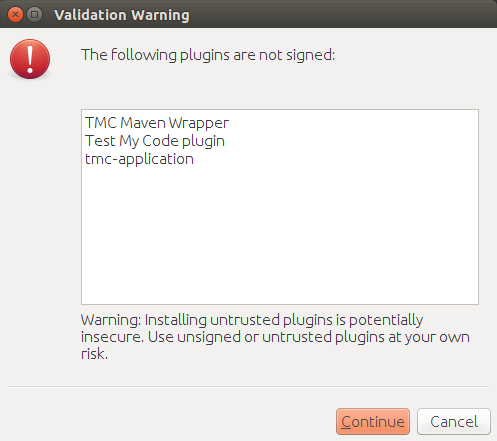 Validation Warning
The following plugins are not signed:
TMC Maven Wrapper
Test My Code plugin
tmc-application
Warning: Installing untrusted plugins is potentially
insecure. Use unsigned or untrusted plugins at your own
risk.
Continue Cancel